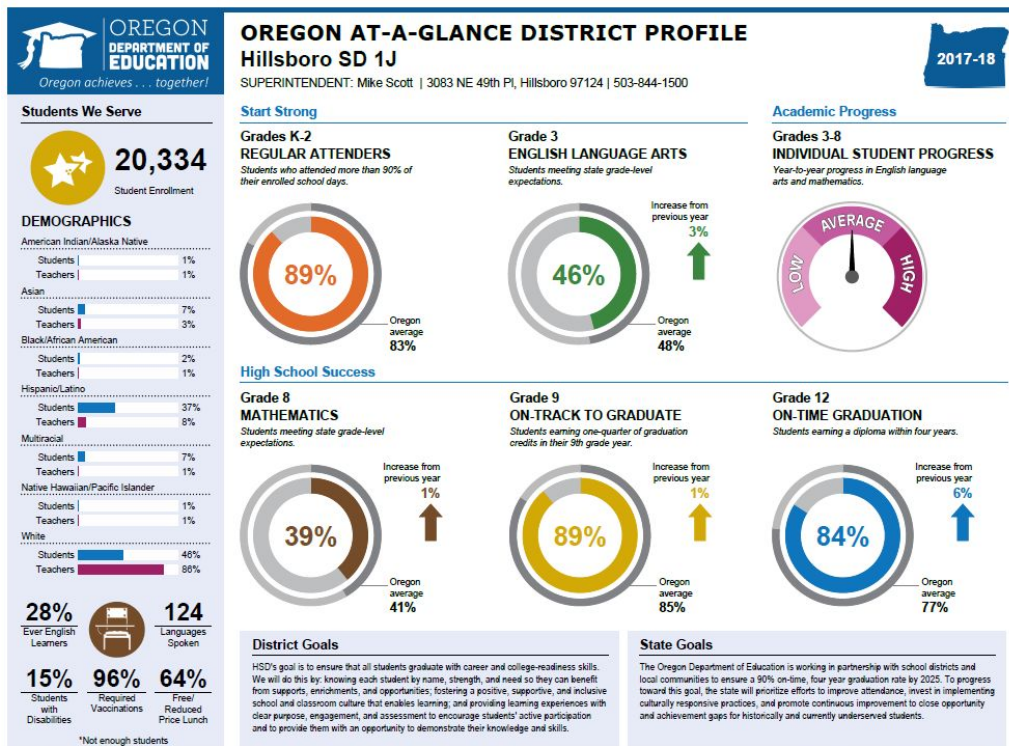 OREGON
DEPARTMENT OF
EDUCATION
Oregon achieves . . . together!
OREGON AT-A-GLANCE DISTRICT PROFILE
Hillsboro SD 1J
SUPERINTENDENT: Mike Scott | 3083 NE 49th Pl, Hillsboro 97124 | 503-844-1500
2017-18
Students We Serve
20,334
Student Enrollment
DEMOGRAPHICS
American Indian/Alaska Native
Students 1%
Teachers 1%
Asian
Students 7%
Teachers 3%
Black/African American
Students 2%
Teachers 1%
Hispanic/Latino
Students 37%
Teachers 8%
Multiracial
Students 7%
Teachers 1%
Native Hawaiian/Pacific Islander
Students 1%
Teachers 1%
White
Students 46%
Teachers 86%
28%
Ever English
Learners
124
Languages
Spoken
15%
Students
with
Disabilities
96%
Required
Vaccinations
64%
Free/
Reduced
Price Lunch
*Not enough students
Start Strong
Grades K-2
REGULAR ATTENDERS
Students who attended more than 90% of
their enrolled school days.
89%
Oregon
average
83%
Grade 3
ENGLISH LANGUAGE ARTS
Students meeting state grade-level
expectations.
Increase from
previous year
3%
46%
Oregon
average
48%
Academic Progress
Grades 3-8
INDIVIDUAL STUDENT PROGRESS
Year-to-year progress in English language
arts and mathematics.
LOW
AVERAGE
HIGH
High School Success
Grade 8
MATHEMATICS
Students meeting state grade-level
expectations.
Increase from
previous year
1%
39%
Oregon
average
41%
Grade 9
ON-TRACK TO GRADUATE
Students earning one-quarter of graduation
credits in their 9th grade year.
Increase from
previous year
1%
89%
Oregon
average
85%
Grade 12
ON-TIME GRADUATION
Students earning a diploma within four years.
Increase from
previous year
6%
84%
Oregon
average
77%
District Goals
HSD's goal is to ensure that all students graduate with career and college-readiness skills.
We will do this by: knowing each student by name, strength, and need so they can benefit
from supports, enrichments, and opportunities; fostering a positive, supportive, and inclusive
school and classroom culture that enables learning; and providing learning experiences with
clear purpose, engagement, and assessment to encourage students' active participation
and to provide them with an opportunity to demonstrate their knowledge and skills.
State Goals
The Oregon Department of Education is working in partnership with school districts and
local communities to ensure a 90% on-time, four year graduation rate by 2025. To progress
toward this goal, the state will prioritize efforts to improve attendance, invest in implementing
culturally responsive practices, and promote continuous improvement to close opportunity
and achievement gaps for historically and currently underserved students.